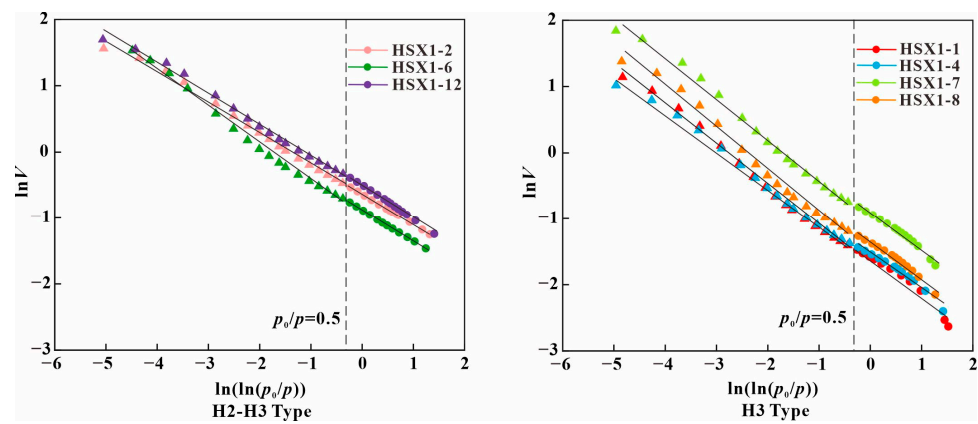 2
1
0
−1
−2
−3
lnV
HSX1-2
HSX1-6
HSX1-12
p₀/p=0.5
−6 −5 −4 −3 −2 −1 0 1 2
ln(ln(p₀/p))
H2-H3 Type
2
1
0
−1
−2
−3
lnV
HSX1-1
HSX1-4
HSX1-7
HSX1-8
p₀/p=0.5
−6 −5 −4 −3 −2 −1 0 1 2
ln(ln(p₀/p))
H3 Type